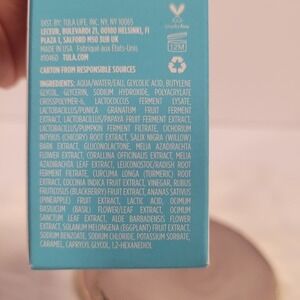 DIST. BY: TULA LIFE, INC. NY, NY 10065
LECEUR, BULEVARDI 21, 00180 HELSINKI, FI
PLAZA 1, SALFORD M50 SUB UK
MADE IN USA Fabriqué aux États-Unis
#10460 TULA.COM
CARTON FROM RESPONSIBLE SOURCES
12M
INGREDIENTS: AQUA/WATER/EAU, GLYCOLIC ACID, BUTYLENE
GLYCOL, GLYCERIN, SODIUM HYDROXIDE, POLYACRYLATE
CROSSPOLYMER-6, LACTOCOCCUS FERMENT LYSATE,
LACTOBACILLUS/PUNICA GRANATUM FRUIT FERMENT
EXTRACT, LACTOBACILLUS/PAPAYA FRUIT FERMENT EXTRACT,
LACTOBACILLUS/PUMPKIN FERMENT FILTRATE, CICHORIUM
INTYBUS (CHICORY) ROOT EXTRACT, SALIX NIGRA (WILLOW)
BARK EXTRACT, GLUCONOLACTONE, MELIA AZADIRACHTA
FLOWER EXTRACT, CORALLINA OFFICINALIS EXTRACT, MELIA
AZADIRACHTA LEAF EXTRACT, LEUCONOSTOC/RADISH ROOT
FERMENT FILTRATE, CURCUMA LONGA (TURMERIC) ROOT
EXTRACT, COCCINIA INDICA FRUIT EXTRACT, VINEGAR, RUBUS
FRUTICOSUS (BLACKBERRY) FRUIT EXTRACT, ANANAS SATIVUS
(PINEAPPLE) FRUIT EXTRACT, LACTIC ACID, OCIMUM
BASILICUM (BASIL) FLOWER/LEAF EXTRACT, OCIMUM
SANCTUM LEAF EXTRACT, ALOE BARBADENSIS FLOWER
EXTRACT, SOLANUM MELONGENA (EGGPLANT) FRUIT EXTRACT,
SODIUM BENZOATE, SODIUM CHLORIDE, POTASSIUM SORBATE,
CARAMEL, CAPRYLYL GLYCOL, 1,2-HEXANEDIOL